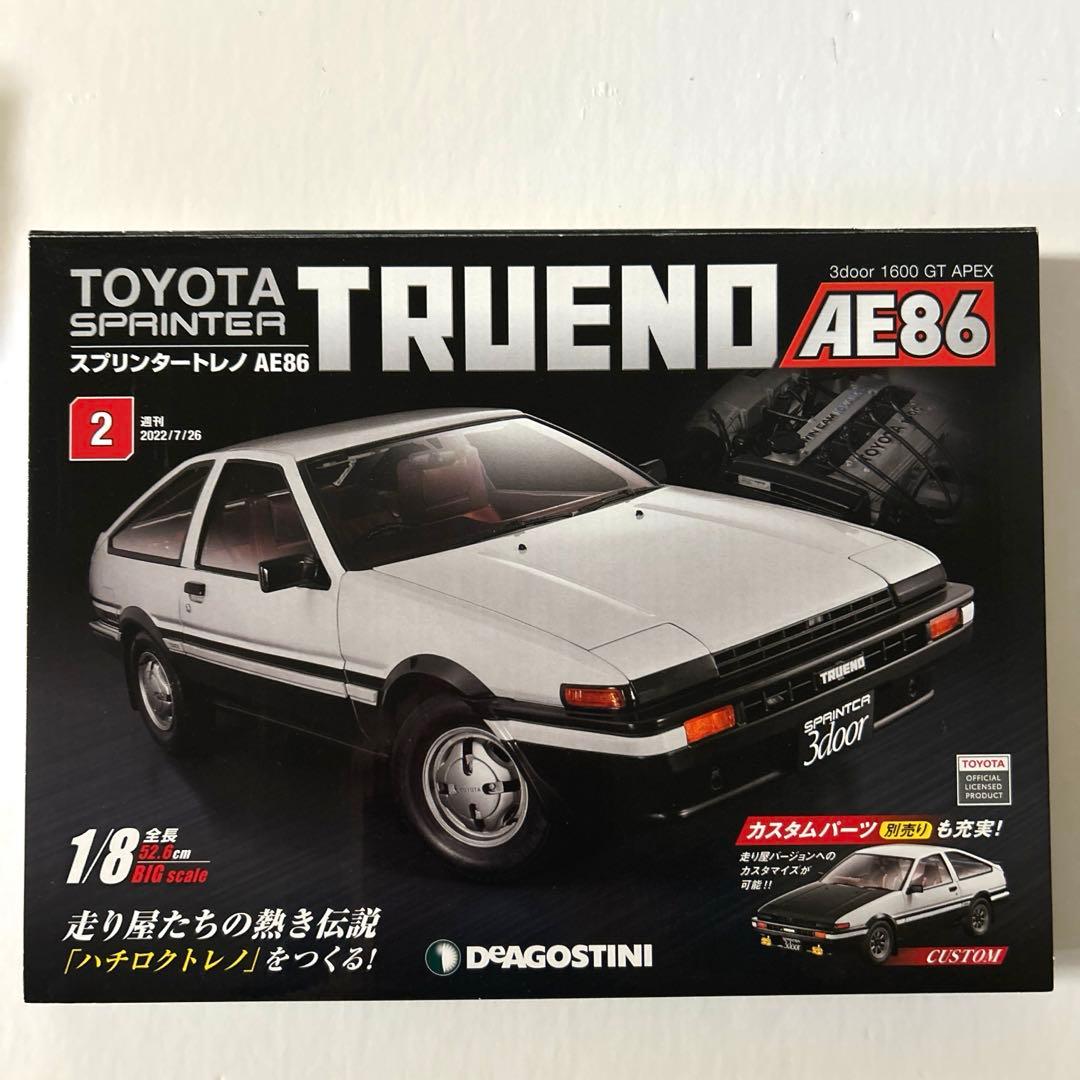 TOYOTA
SPRINTER
スプリンタートレノ AE86
TRUENO
3door 1600 GT APEX
AE86
2
週刊
2022/7/26
TOYOTA
TRUENO
SPRINTER
3door
TOYOTA
TOYOTA
OFFICIAL
LICENSED
PRODUCT
1/8
全長
52.6cm
BIG scale
カスタムパーツ 別売り も充実!
走り屋バージョンへの
カスタマイズが
可能!!
3door
CUSTOM
走り屋たちの熱き伝説
「ハチロクトレノ」をつくる!
DeAGOSTINI